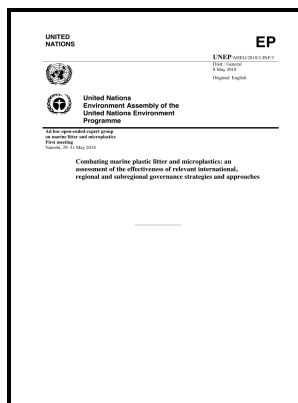 UNITED
NATIONS
EP
UNEP/AHEG/2018/1/INF/3
Distr.: General
8 May 2018
Original: English
United Nations
Environment Assembly of the
United Nations Environment
Programme
Ad hoc open-ended expert group
on marine litter and microplastics
First meeting
Nairobi, 29–31 May 2018
Combating marine plastic litter and microplastics: an
assessment of the effectiveness of relevant international,
regional and subregional governance strategies and approaches